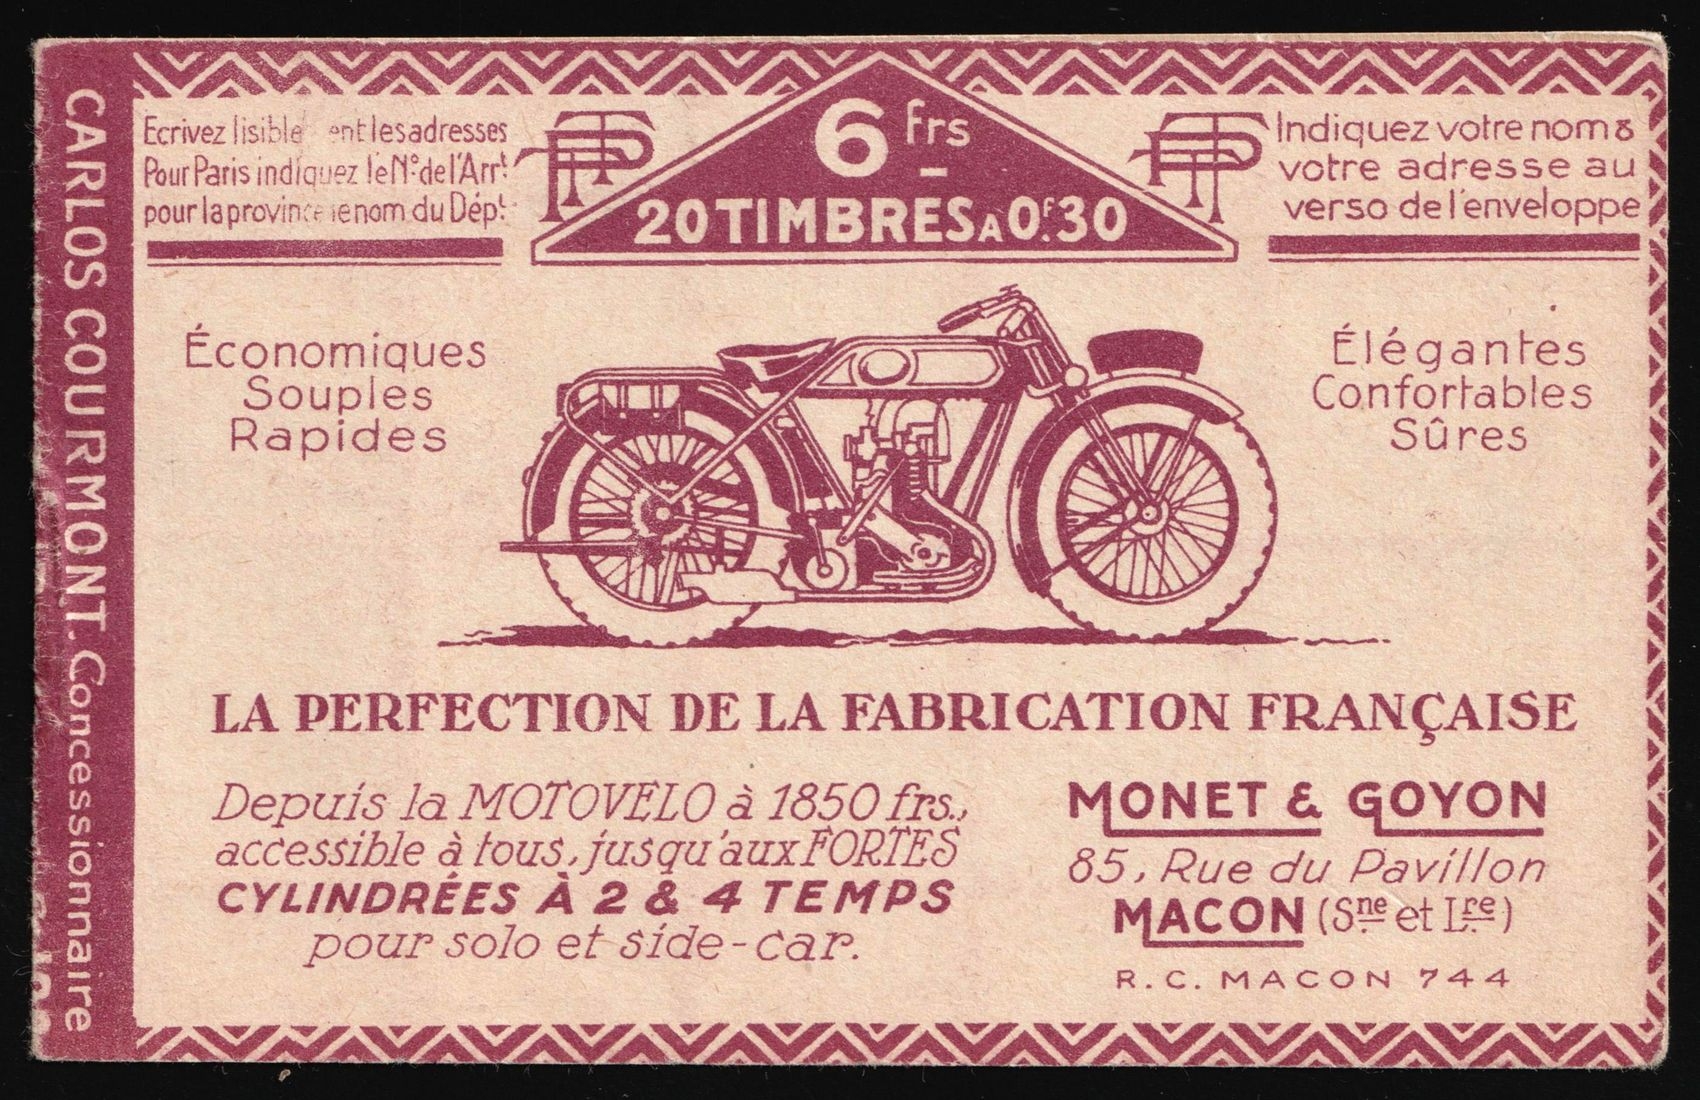 CARLOS COURMONT. Concessionnaire
Ecrivez lisiblement les adresses
Pour Paris indiquez le No de l'Arrt
pour la province le nom du Dépt
PTT
6 frs
20 TIMBRES A 0F.30
PTT
Indiquez votre nom &
votre adresse au
verso de l'enveloppe
Économiques
Souples
Rapides
Élégantes
Confortables
Sûres
LA PERFECTION DE LA FABRICATION FRANÇAISE
Depuis la MOTOVELO à 1850 frs.,
accessible à tous, jusqu'aux FORTES
CYLINDRÉES À 2 & 4 TEMPS
pour solo et side-car.
MONET & GOYON
85, Rue du Pavillon
MACON (Sne et Lre)
R.C. MACON 744